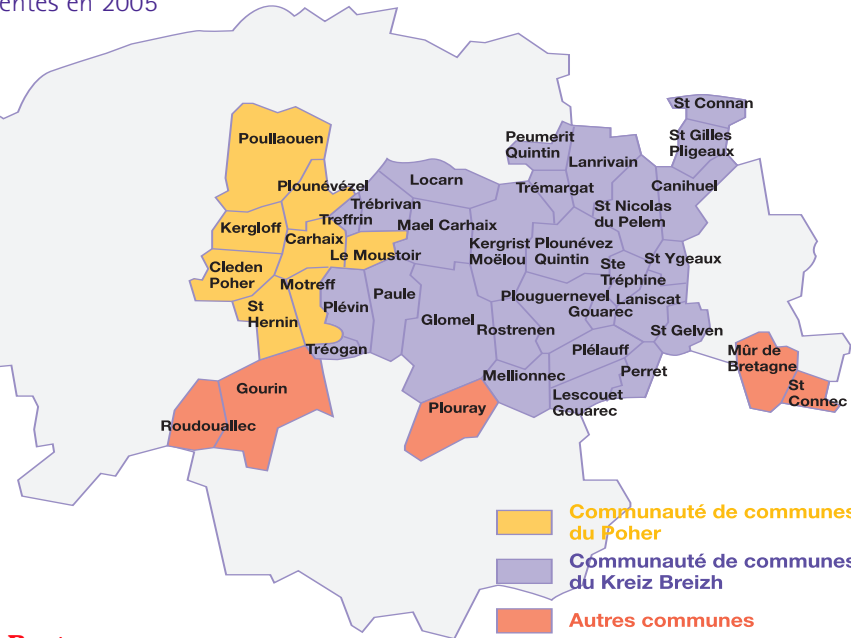 entes en 2005
St Connan
Peumerit
Quintin
St Gilles
Pligeaux
Poullaouen
Lanrivain
Plounévézel
Locarn
Trémargat
Canihuel
Trébrivan
St Nicolas
du Pelem
Treffrin
Mael Carhaix
Kergloff
Carhaix
Kergrist
Moëlou
Plounévez
Quintin
Le Moustoir
Ste
Tréphine
St Ygeaux
Cleden
Poher
Motreff
Paule
Plouguernevel
Laniscat
St
Hernin
Plévin
Gouarec
Glomel
Rostrenen
St Gelven
Tréogan
Plélauff
Mûr de
Bretagne
Perret
Mellionnec
Gourin
St
Connec
Lescouet
Gouarec
Plouray
Roudouallec
Communauté de communes
du Poher
Communauté de communes
du Kreiz Breizh
Autres communes